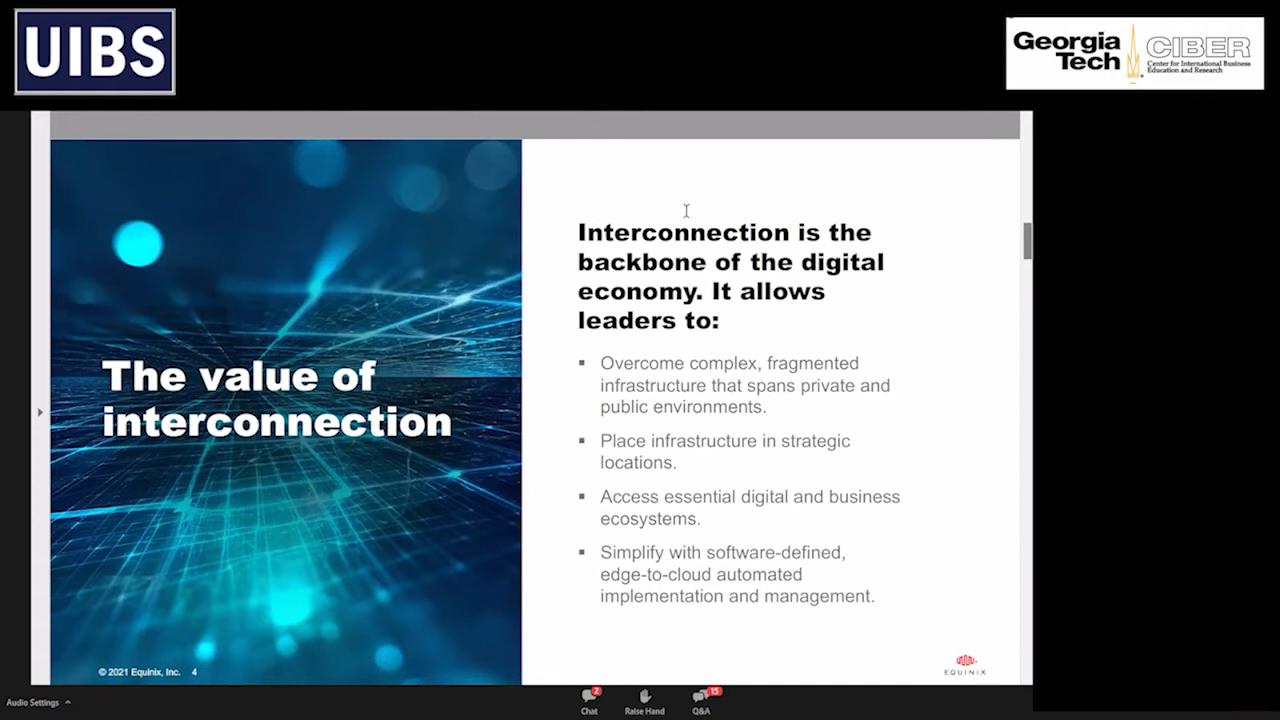 UIBS
Georgia
Tech
CIBER
Center for International Business
Education and Research
The value of
interconnection
Interconnection is the
backbone of the digital
economy. It allows
leaders to:
▪ Overcome complex, fragmented
infrastructure that spans private and
public environments.
▪ Place infrastructure in strategic
locations.
▪ Access essential digital and business
ecosystems.
▪ Simplify with software-defined,
edge-to-cloud automated
implementation and management.
© 2021 Equinix, Inc. 4
EQUINIX
Audio Settings
2
Chat
Raise Hand
15
Q&A